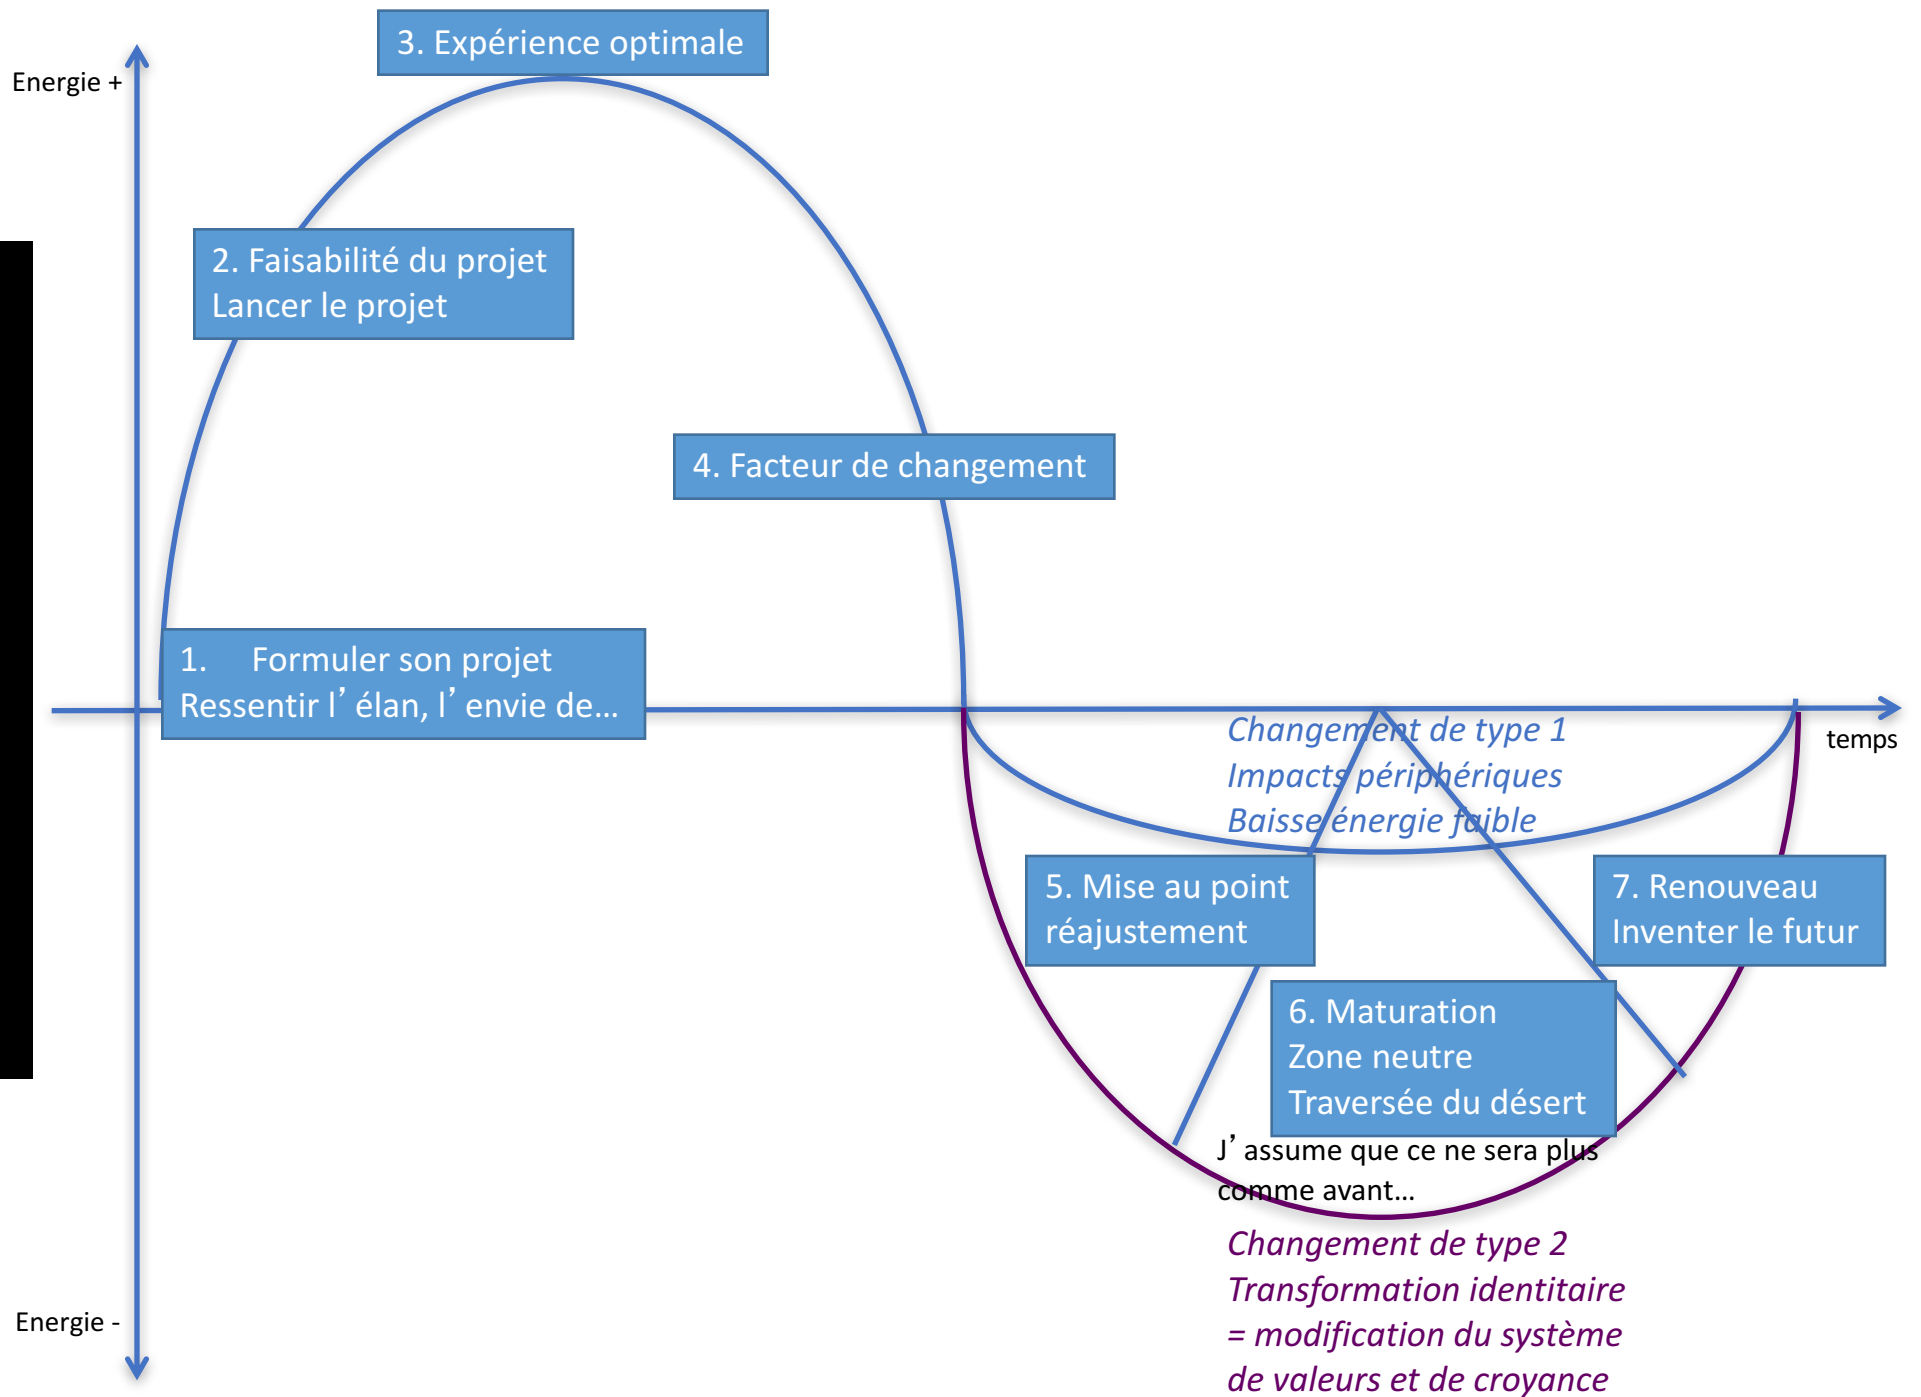 3. Expérience optimale
Energie +
2. Faisabilité du projet
Lancer le projet
4. Facteur de changement
1. Formuler son projet
Ressentir l’élan, l’envie de…
temps
Changement de type 1
Impacts périphériques
Baisse énergie faible
5. Mise au point
réajustement
7. Renouveau
Inventer le futur
6. Maturation
Zone neutre
Traversée du désert
J’assume que ce ne sera plus
comme avant…
Changement de type 2
Transformation identitaire
= modification du système
de valeurs et de croyance
Energie -